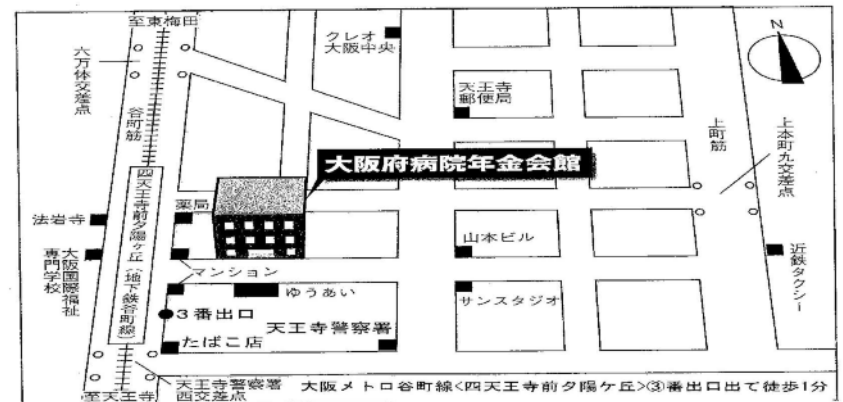 至東梅田
六万体交差点
谷町筋
クレオ
大阪中央
天王寺
郵便局
N
上町筋
上本町九交差点
大阪府病院年金会館
四天王寺前夕陽ヶ丘(地下鉄谷町線)
薬局
法岩寺
大阪國際福祉
専門学校
マンション
山本ビル
近鉄タクシー
ゆうあい
サンスタジオ
3番出口
天王寺警察署
たばこ店
至天王寺
天王寺警察署
西交差点
大阪メトロ谷町線<四天王寺前夕陽ケ丘>③番出口出て徒歩1分